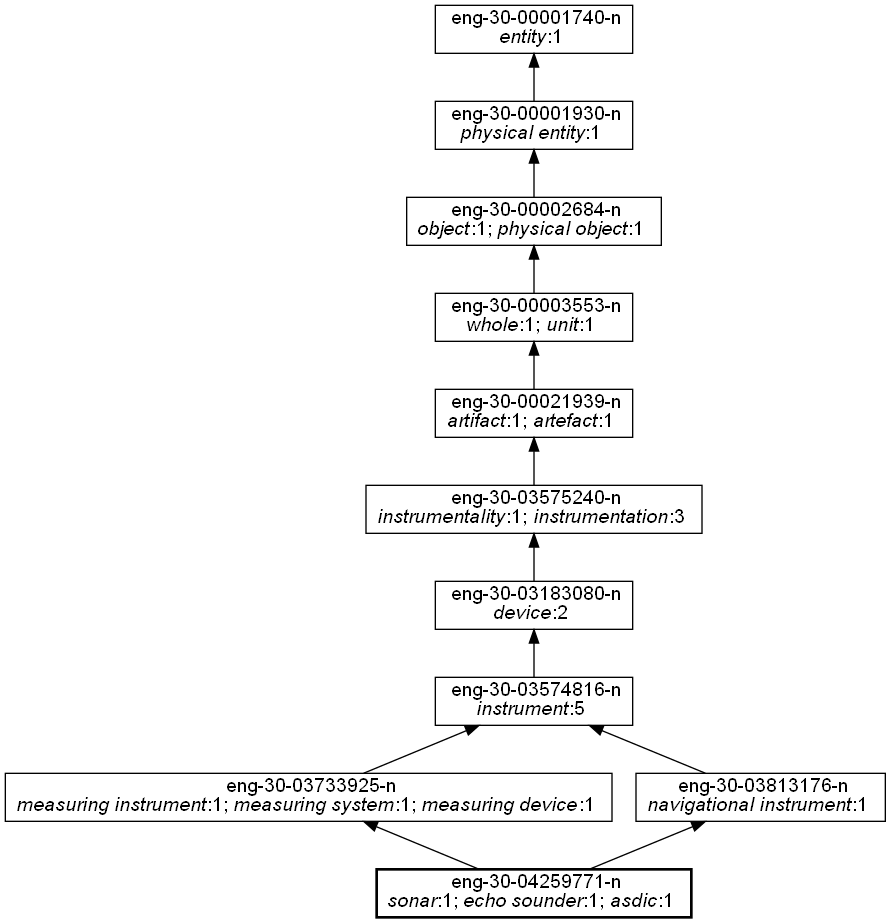 eng-30-00001740-n
entity:1
eng-30-00001930-n
physical entity:1
eng-30-00002684-n
object:1; physical object:1
eng-30-00003553-n
whole:1; unit:1
eng-30-00021939-n
artifact:1; artefact:1
eng-30-03575240-n
instrumentality:1; instrumentation:3
eng-30-03183080-n
device:2
eng-30-03574816-n
instrument:5
eng-30-03733925-n
measuring instrument:1; measuring system:1; measuring device:1
eng-30-03813176-n
navigational instrument:1
eng-30-04259771-n
sonar:1; echo sounder:1; asdic:1